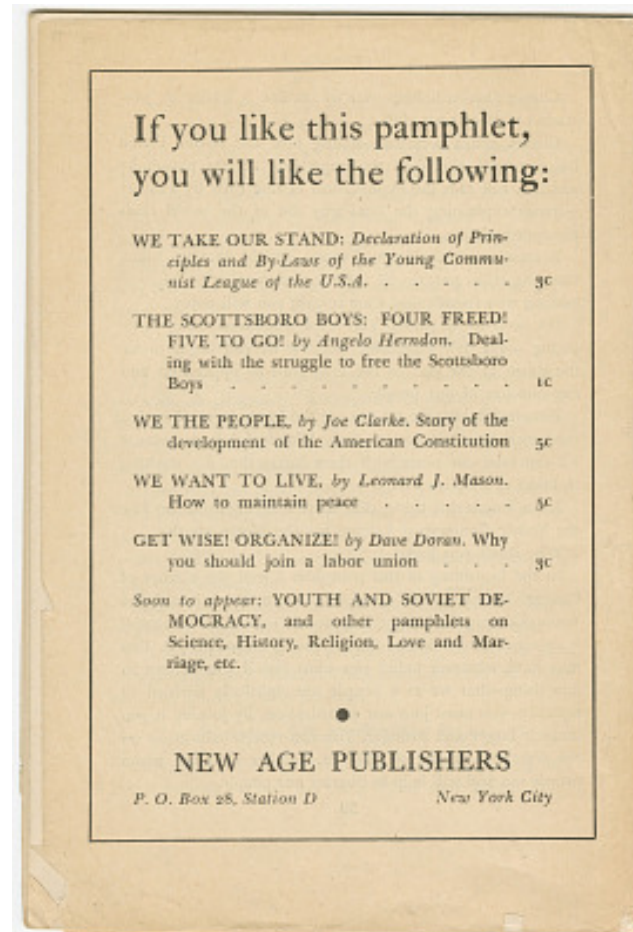 If you like this pamphlet,
you will like the following:
WE TAKE OUR STAND: Declaration of Prin-
ciples and By-Laws of the Young Commu-
nist League of the U.S.A. . . . . . 3c
THE SCOTTSBORO BOYS: FOUR FREED!
FIVE TO GO! by Angelo Herndon. Deal-
ing with the struggle to free the Scottsboro
Boys . . . . . . . . . . . 1c
WE THE PEOPLE, by Joe Clarke. Story of the
development of the American Constitution 5c
WE WANT TO LIVE, by Leonard J. Mason.
How to maintain peace . . . . . 5c
GET WISE! ORGANIZE! by Dave Doran. Why
you should join a labor union . . . 3c
Soon to appear: YOUTH AND SOVIET DE-
MOCRACY, and other pamphlets on
Science, History, Religion, Love and Mar-
riage, etc.
NEW AGE PUBLISHERS
P. O. Box 28, Station D New York City